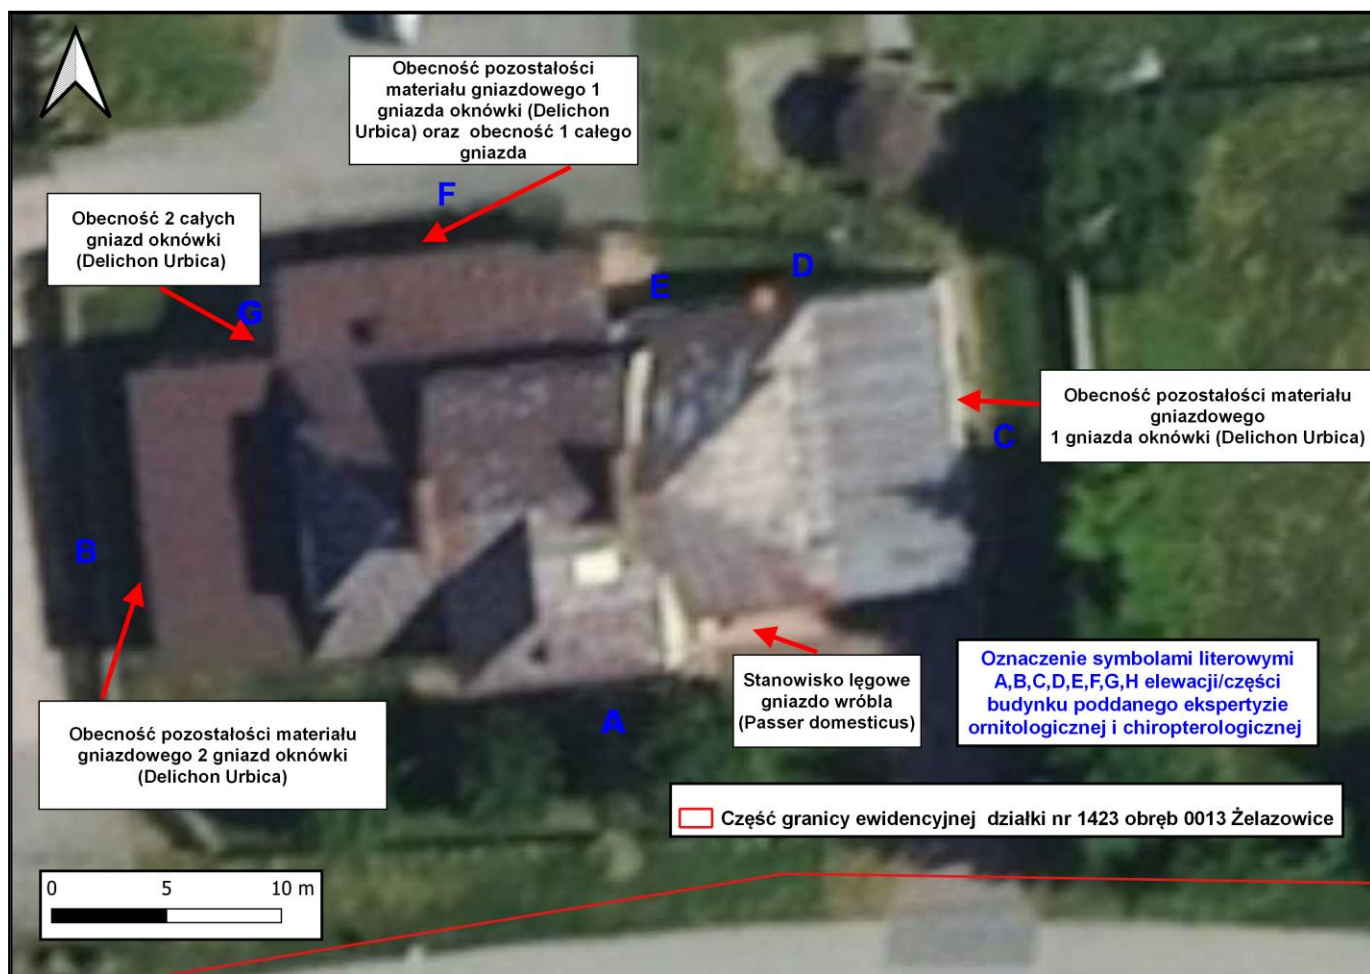 Obecność pozostałości
materiału gniazdowego 1
gniazda oknówki (Delichon
Urbica) oraz obecność 1 całego
gniazda
F
Obecność 2 całych
gniazd oknówki
(Delichon Urbica)
G
E
D
Obecność pozostałości materiału
gniazdowego
1 gniazda oknówki (Delichon Urbica)
C
B
Stanowisko lęgowe
gniazdo wróbla
(Passer domesticus)
A
Oznaczenie symbolami literowymi
A,B,C,D,E,F,G,H elewacji/części
budynku poddanego ekspertyzie
ornitologicznej i chiropterologicznej
Obecność pozostałości materiału
gniazdowego 2 gniazd oknówki
(Delichon Urbica)
Część granicy ewidencyjnej działki nr 1423 obręb 0013 Żelazowice
0 5 10 m